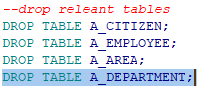 --drop releant tables
DROP TABLE A_CITIZEN;
DROP TABLE A_EMPLOYEE;
DROP TABLE A_AREA;
DROP TABLE A_DEPARTMENT;